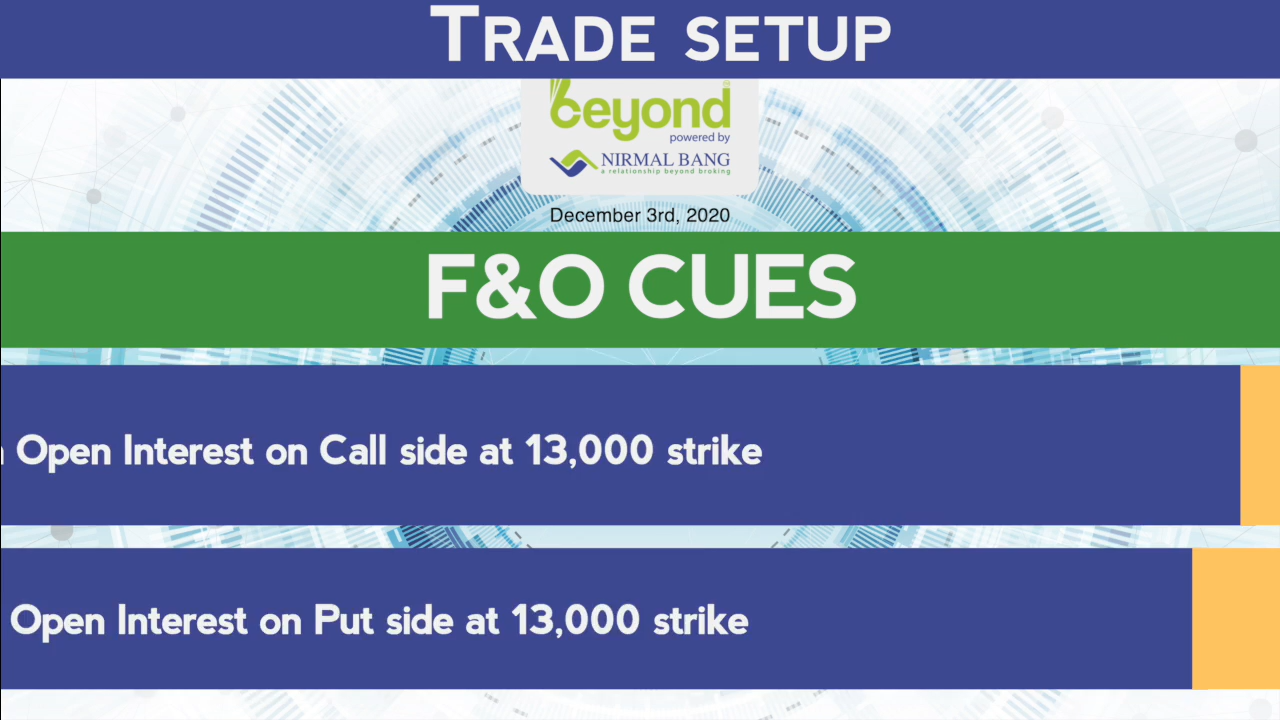 TRADE SETUP
beyond
powered by
NIRMAL BANG
a relationship beyond broking
December 3rd, 2020
F&O CUES
Open Interest on Call side at 13,000 strike
Open Interest on Put side at 13,000 strike